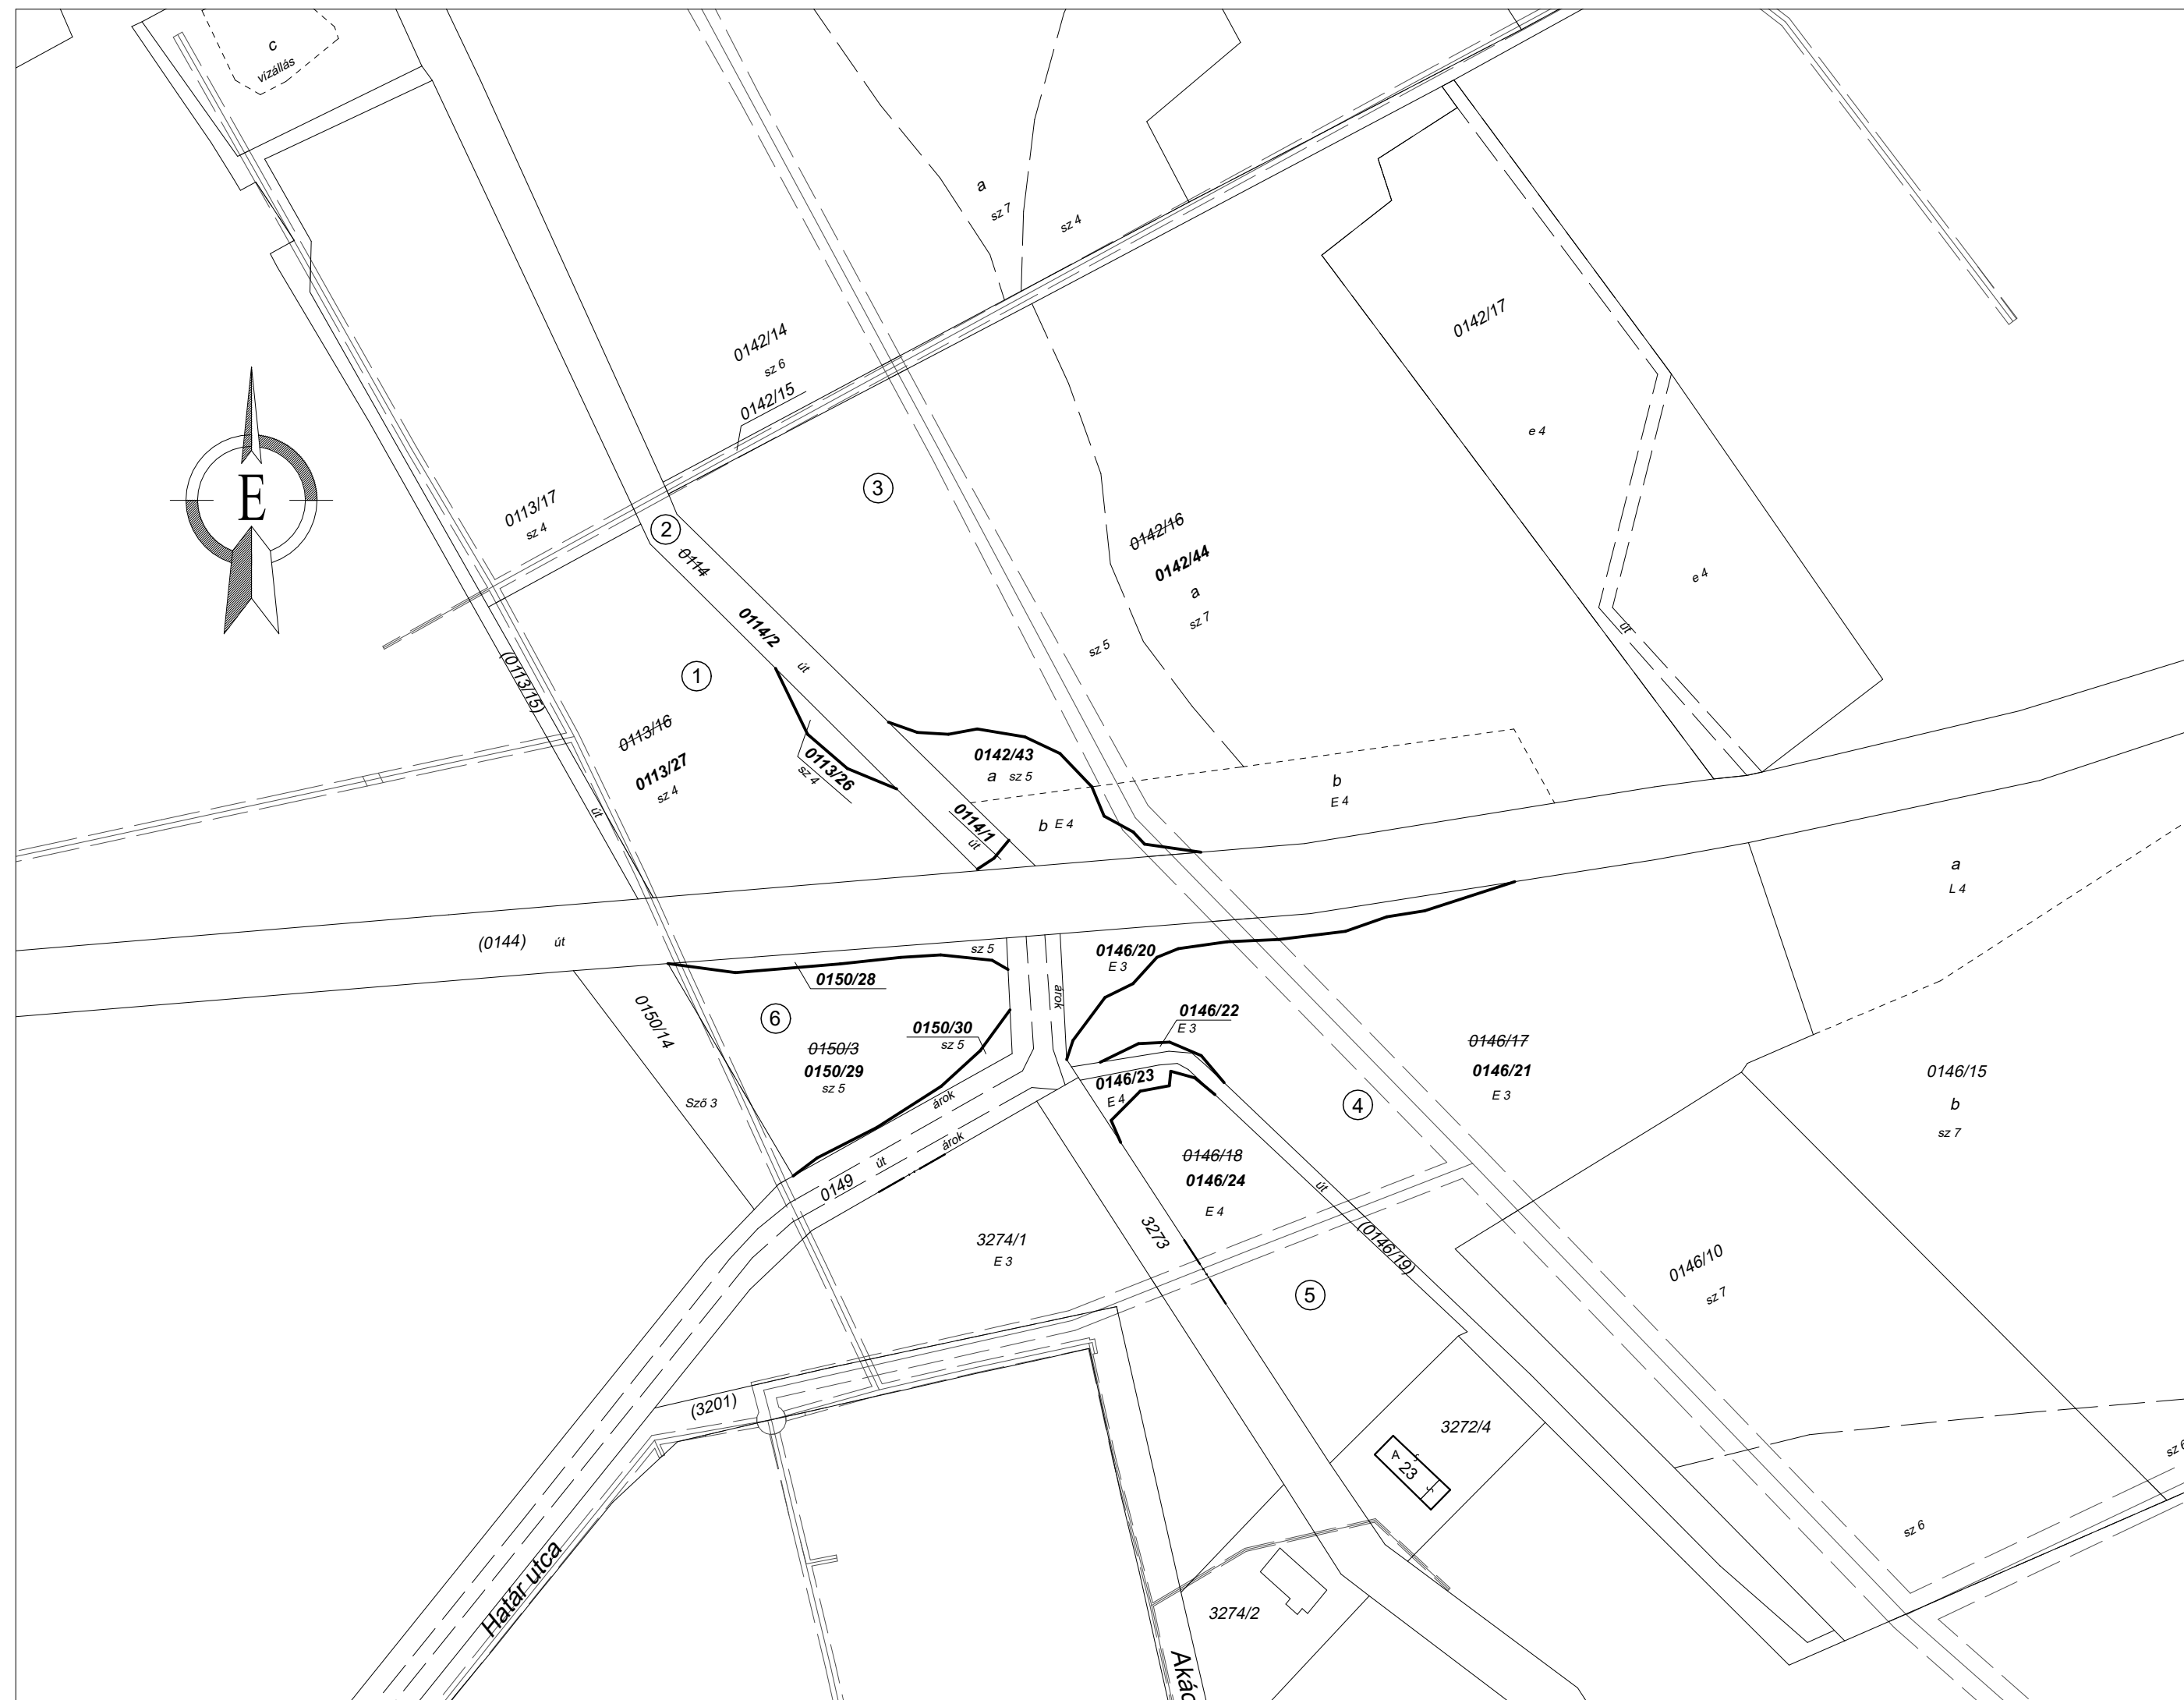 c
vízállás
a
sz 7
sz 4
0142/17
0142/14
sz 6
0142/15
e 4
E
3
0113/17
sz 4
2
0114
0142/16
0142/44
a
sz 7
e 4
0114/2
út
sz 5
út
(0113/15)
1
0113/16
0113/27
sz 4
0113/26
sz 4
út
0142/43
a sz 5
b
E 4
0114/1
út
b E 4
a
L 4
(0144) út
sz 5
0150/28
0146/20
E 3
árok
0150/14
6
0150/30
sz 5
0146/22
E 3
0150/3
0150/29
sz 5
0146/17
0146/21
E 3
0146/15
b
sz 7
Sző 3
árok
0146/23
E 4
4
árok
út
0149
0146/18
0146/24
E 4
út
3273
3274/1
E 3
(0146/19)
0146/10
sz 7
5
(3201)
3272/4
A 23
sz 6
sz 6
Határ utca
3274/2
Akác